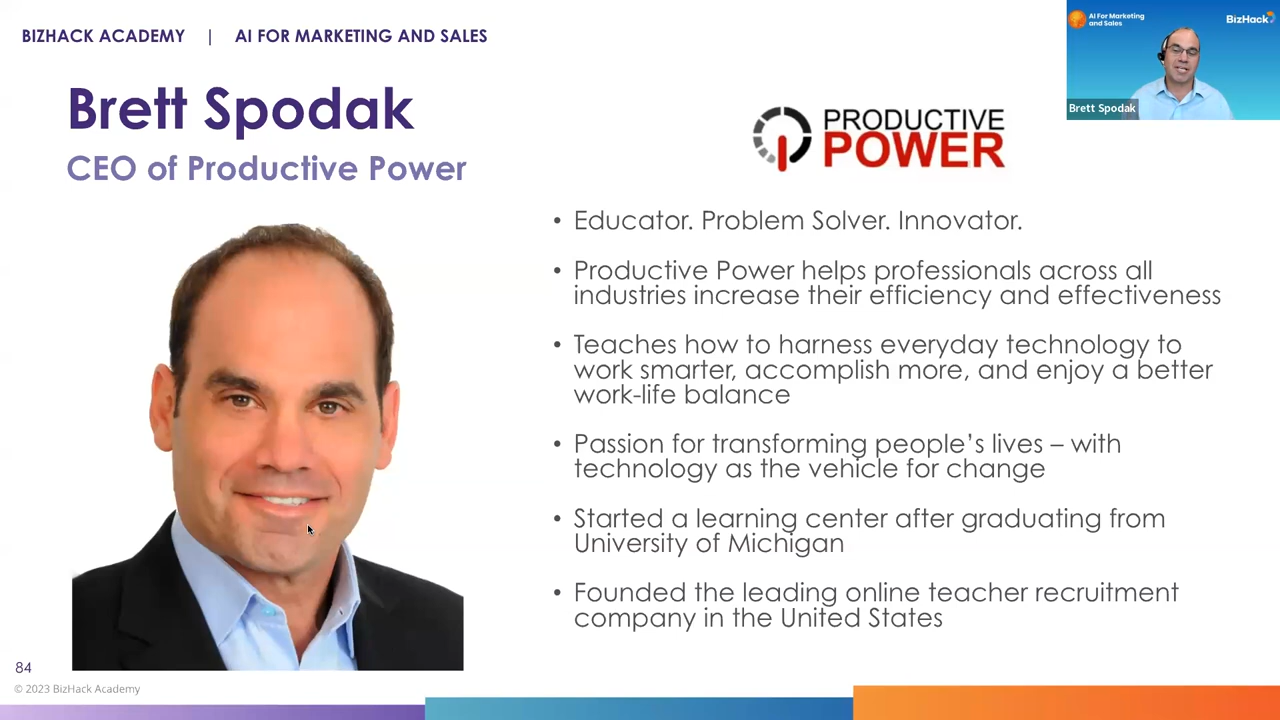 BIZHACK ACADEMY | AI FOR MARKETING AND SALES
AI For Marketing
and Sales
BizHack
Brett Spodak
Brett Spodak
CEO of Productive Power
PRODUCTIVE
POWER
• Educator. Problem Solver. Innovator.
• Productive Power helps professionals across all
industries increase their efficiency and effectiveness
• Teaches how to harness everyday technology to
work smarter, accomplish more, and enjoy a better
work-life balance
• Passion for transforming people’s lives – with
technology as the vehicle for change
• Started a learning center after graduating from
University of Michigan
• Founded the leading online teacher recruitment
company in the United States
84
© 2023 BizHack Academy